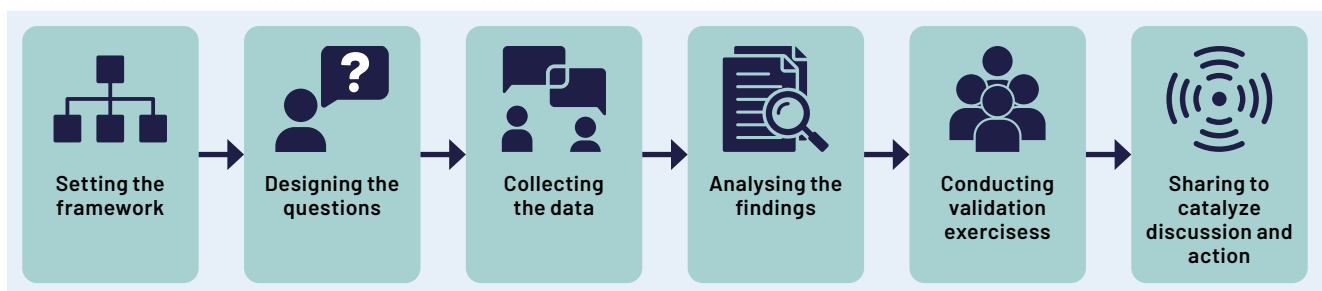 ?
Setting the
framework
Designing the
questions
Collecting
the data
Analysing the
findings
Conducting
validation
exercisess
Sharing to
catalyze
discussion and
action